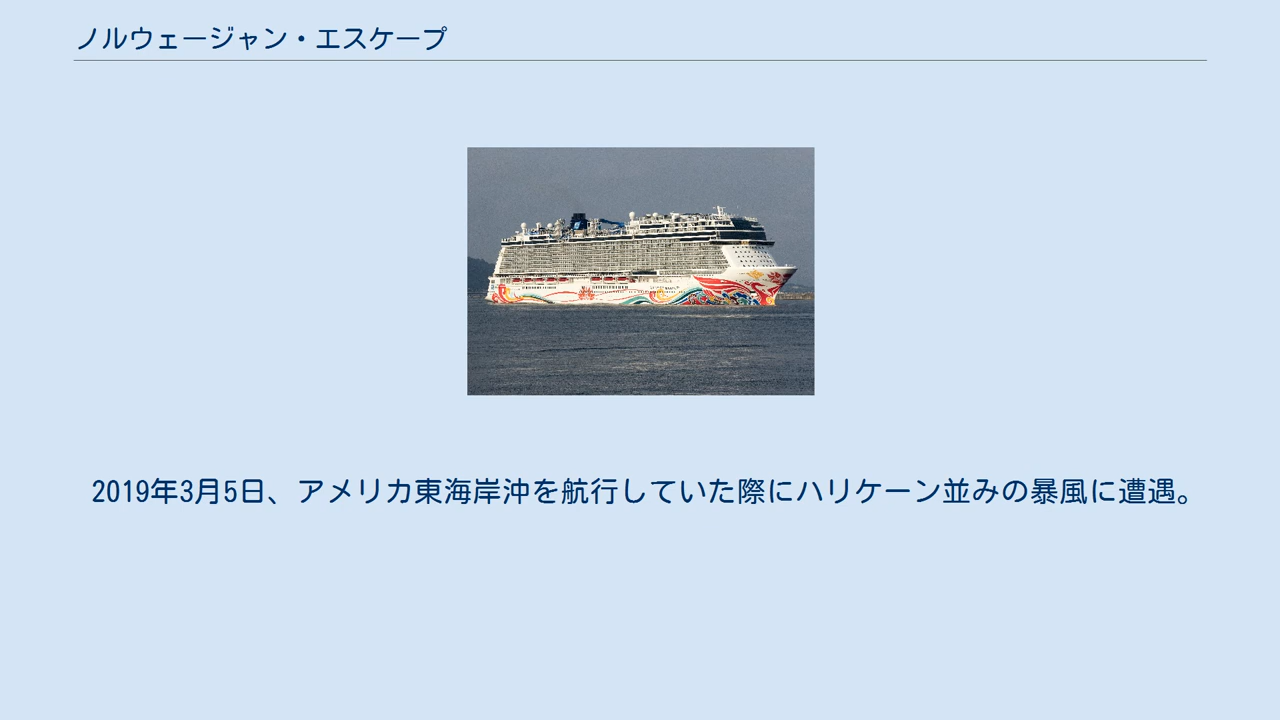 ノルウェージャン・エスケープ
2019年3月5日、アメリカ東海岸沖を航行していた際にハリケーン並みの暴風に遭遇。